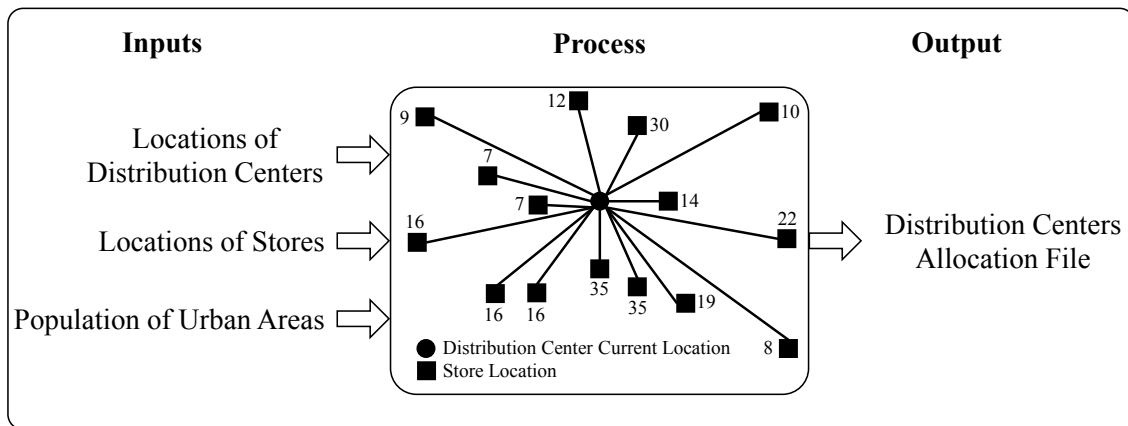 Inputs
Process
Output
Locations of
Distribution Centers
Locations of Stores
Population of Urban Areas
9
12
30
10
7
7
14
16
22
16
16
35
35
19
8
Distribution Center Current Location
Store Location
Distribution Centers
Allocation File